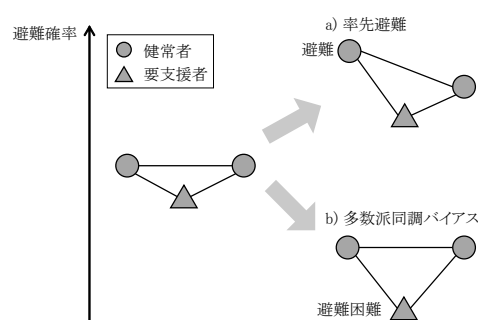 避難確率
健常者
要支援者
a) 率先避難
避難
b) 多数派同調バイアス
避難困難